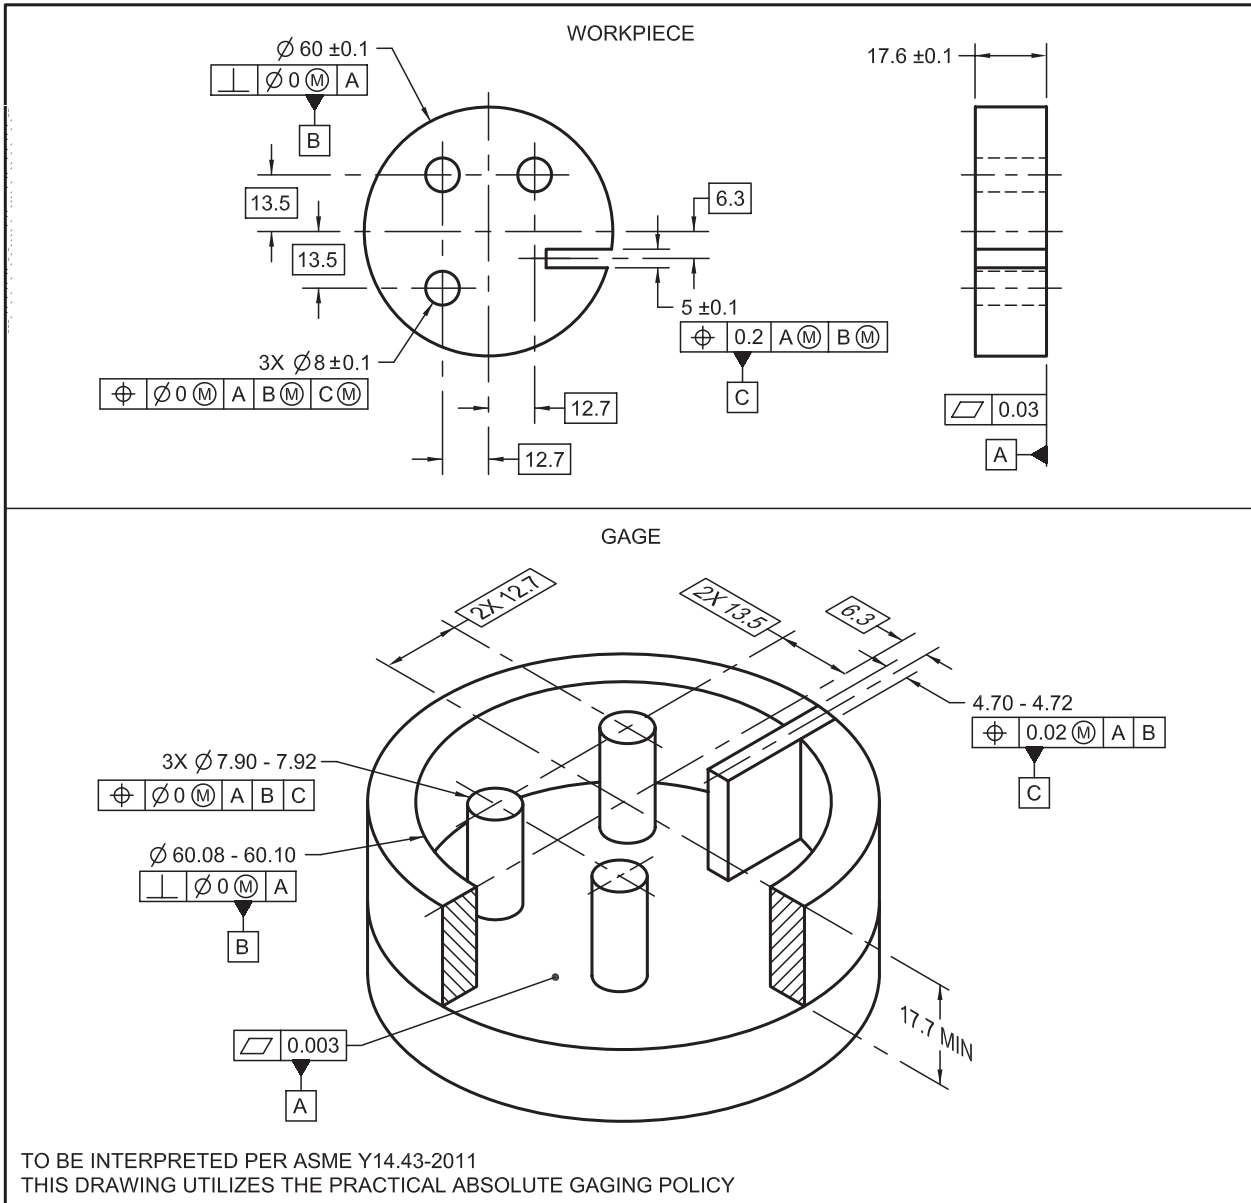 WORKPIECE
∅ 60 ±0.1
⟂ ∅ 0 Ⓜ A
B
17.6 ±0.1
13.5
6.3
13.5
5 ±0.1
⌖ 0.2 A Ⓜ B Ⓜ
C
3X ∅ 8 ±0.1
⌖ ∅ 0 Ⓜ A B Ⓜ C Ⓜ
12.7
12.7
⏥ 0.03
A
GAGE
2X 12.7
2X 13.5
6.3
4.70 - 4.72
⌖ 0.02 Ⓜ A B
C
3X ∅ 7.90 - 7.92
⌖ ∅ 0 Ⓜ A B C
∅ 60.08 - 60.10
⟂ ∅ 0 Ⓜ A
B
17.7 MIN
⏥ 0.003
A
TO BE INTERPRETED PER ASME Y14.43-2011
THIS DRAWING UTILIZES THE PRACTICAL ABSOLUTE GAGING POLICY